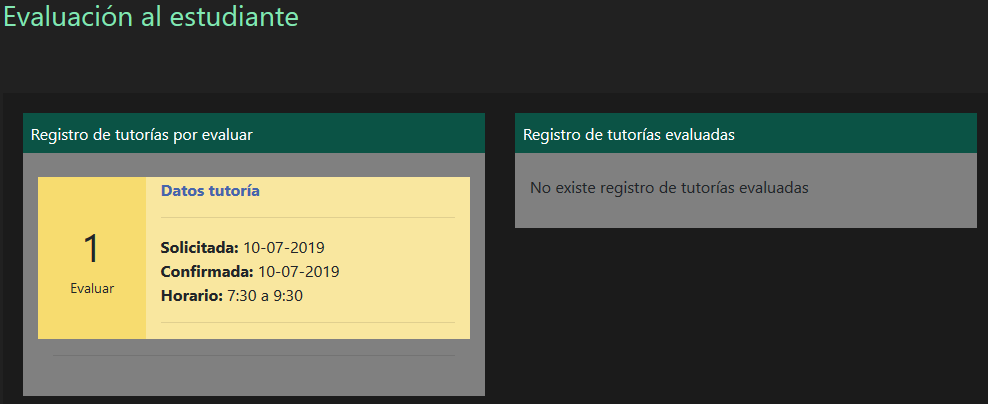 Evaluación al estudiante
Registro de tutorías por evaluar
1
Evaluar
Datos tutoría
Solicitada: 10-07-2019
Confirmada: 10-07-2019
Horario: 7:30 a 9:30
Registro de tutorías evaluadas
No existe registro de tutorías evaluadas